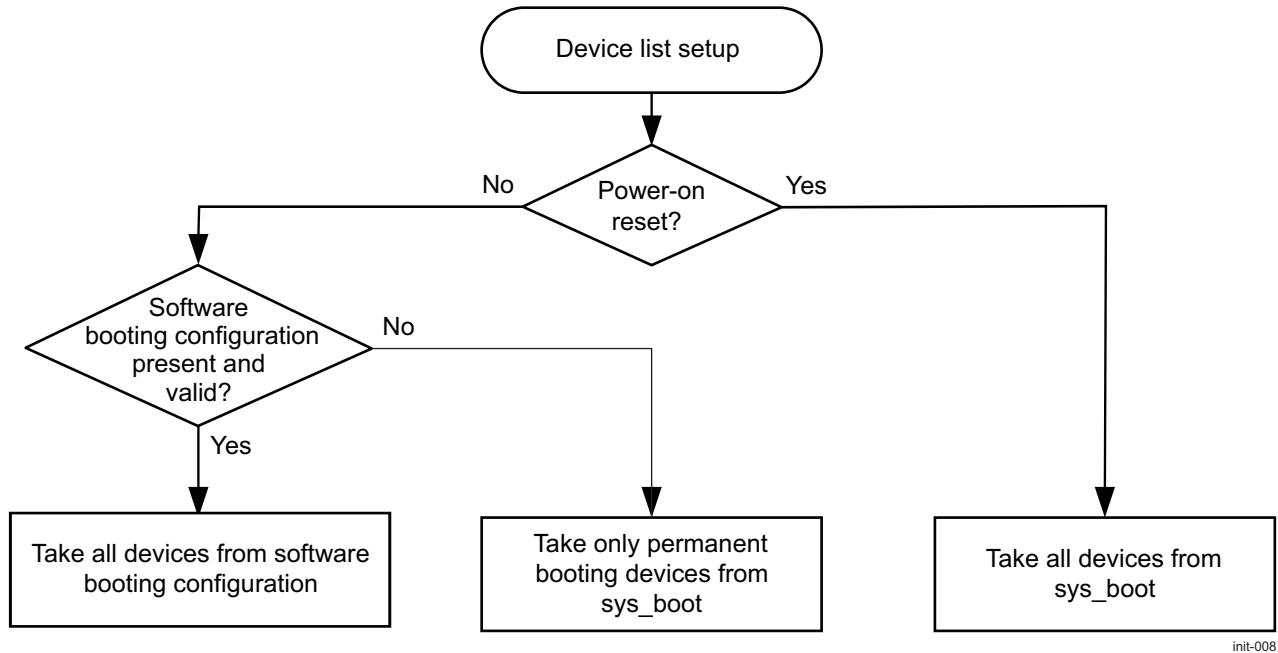 Device list setup
Power-on
reset?
No
Yes
Software
booting configuration
present and
valid?
No
Yes
Take all devices from software
booting configuration
Take only permanent
booting devices from
sys_boot
Take all devices from
sys_boot
init-008